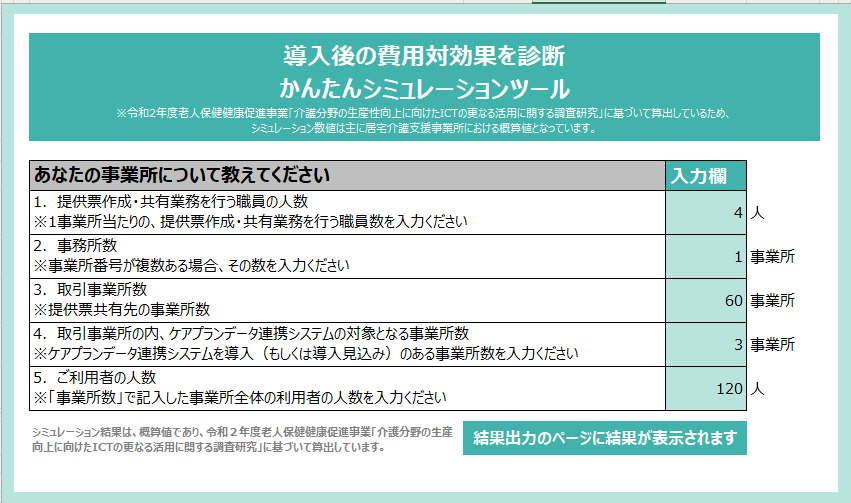 導入後の費用対効果を診断
かんたんシミュレーションツール
※令和2年度老人保健健康促進事業「介護分野の生産性向上に向けたICTの更なる活用に関する調査研究」に基づいて算出しているため、
シミュレーション数値は主に居宅介護支援事業所における概算値となっています。
あなたの事業所について教えてください 入力欄
1．提供票作成・共有業務を行う職員の人数
※1事業所当たりの、提供票作成・共有業務を行う職員数を入力ください
4 人
2．事務所数
※事業所番号が複数ある場合、その数を入力ください
1 事業所
3．取引事業所数
※提供票共有先の事業所数
60 事業所
4．取引事業所の内、ケアプランデータ連携システムの対象となる事業所数
※ケアプランデータ連携システムを導入（もしくは導入見込み）のある事業所数を入力ください
3 事業所
5．ご利用者の人数
※「事業所数」で記入した事業所全体の利用者の人数を入力ください
120 人
シミュレーション結果は、概算値であり、令和２年度老人保健健康促進事業「介護分野の生産
向上に向けたICTの更なる活用に関する調査研究」に基づいて算出しています。
結果出力のページに結果が表示されます